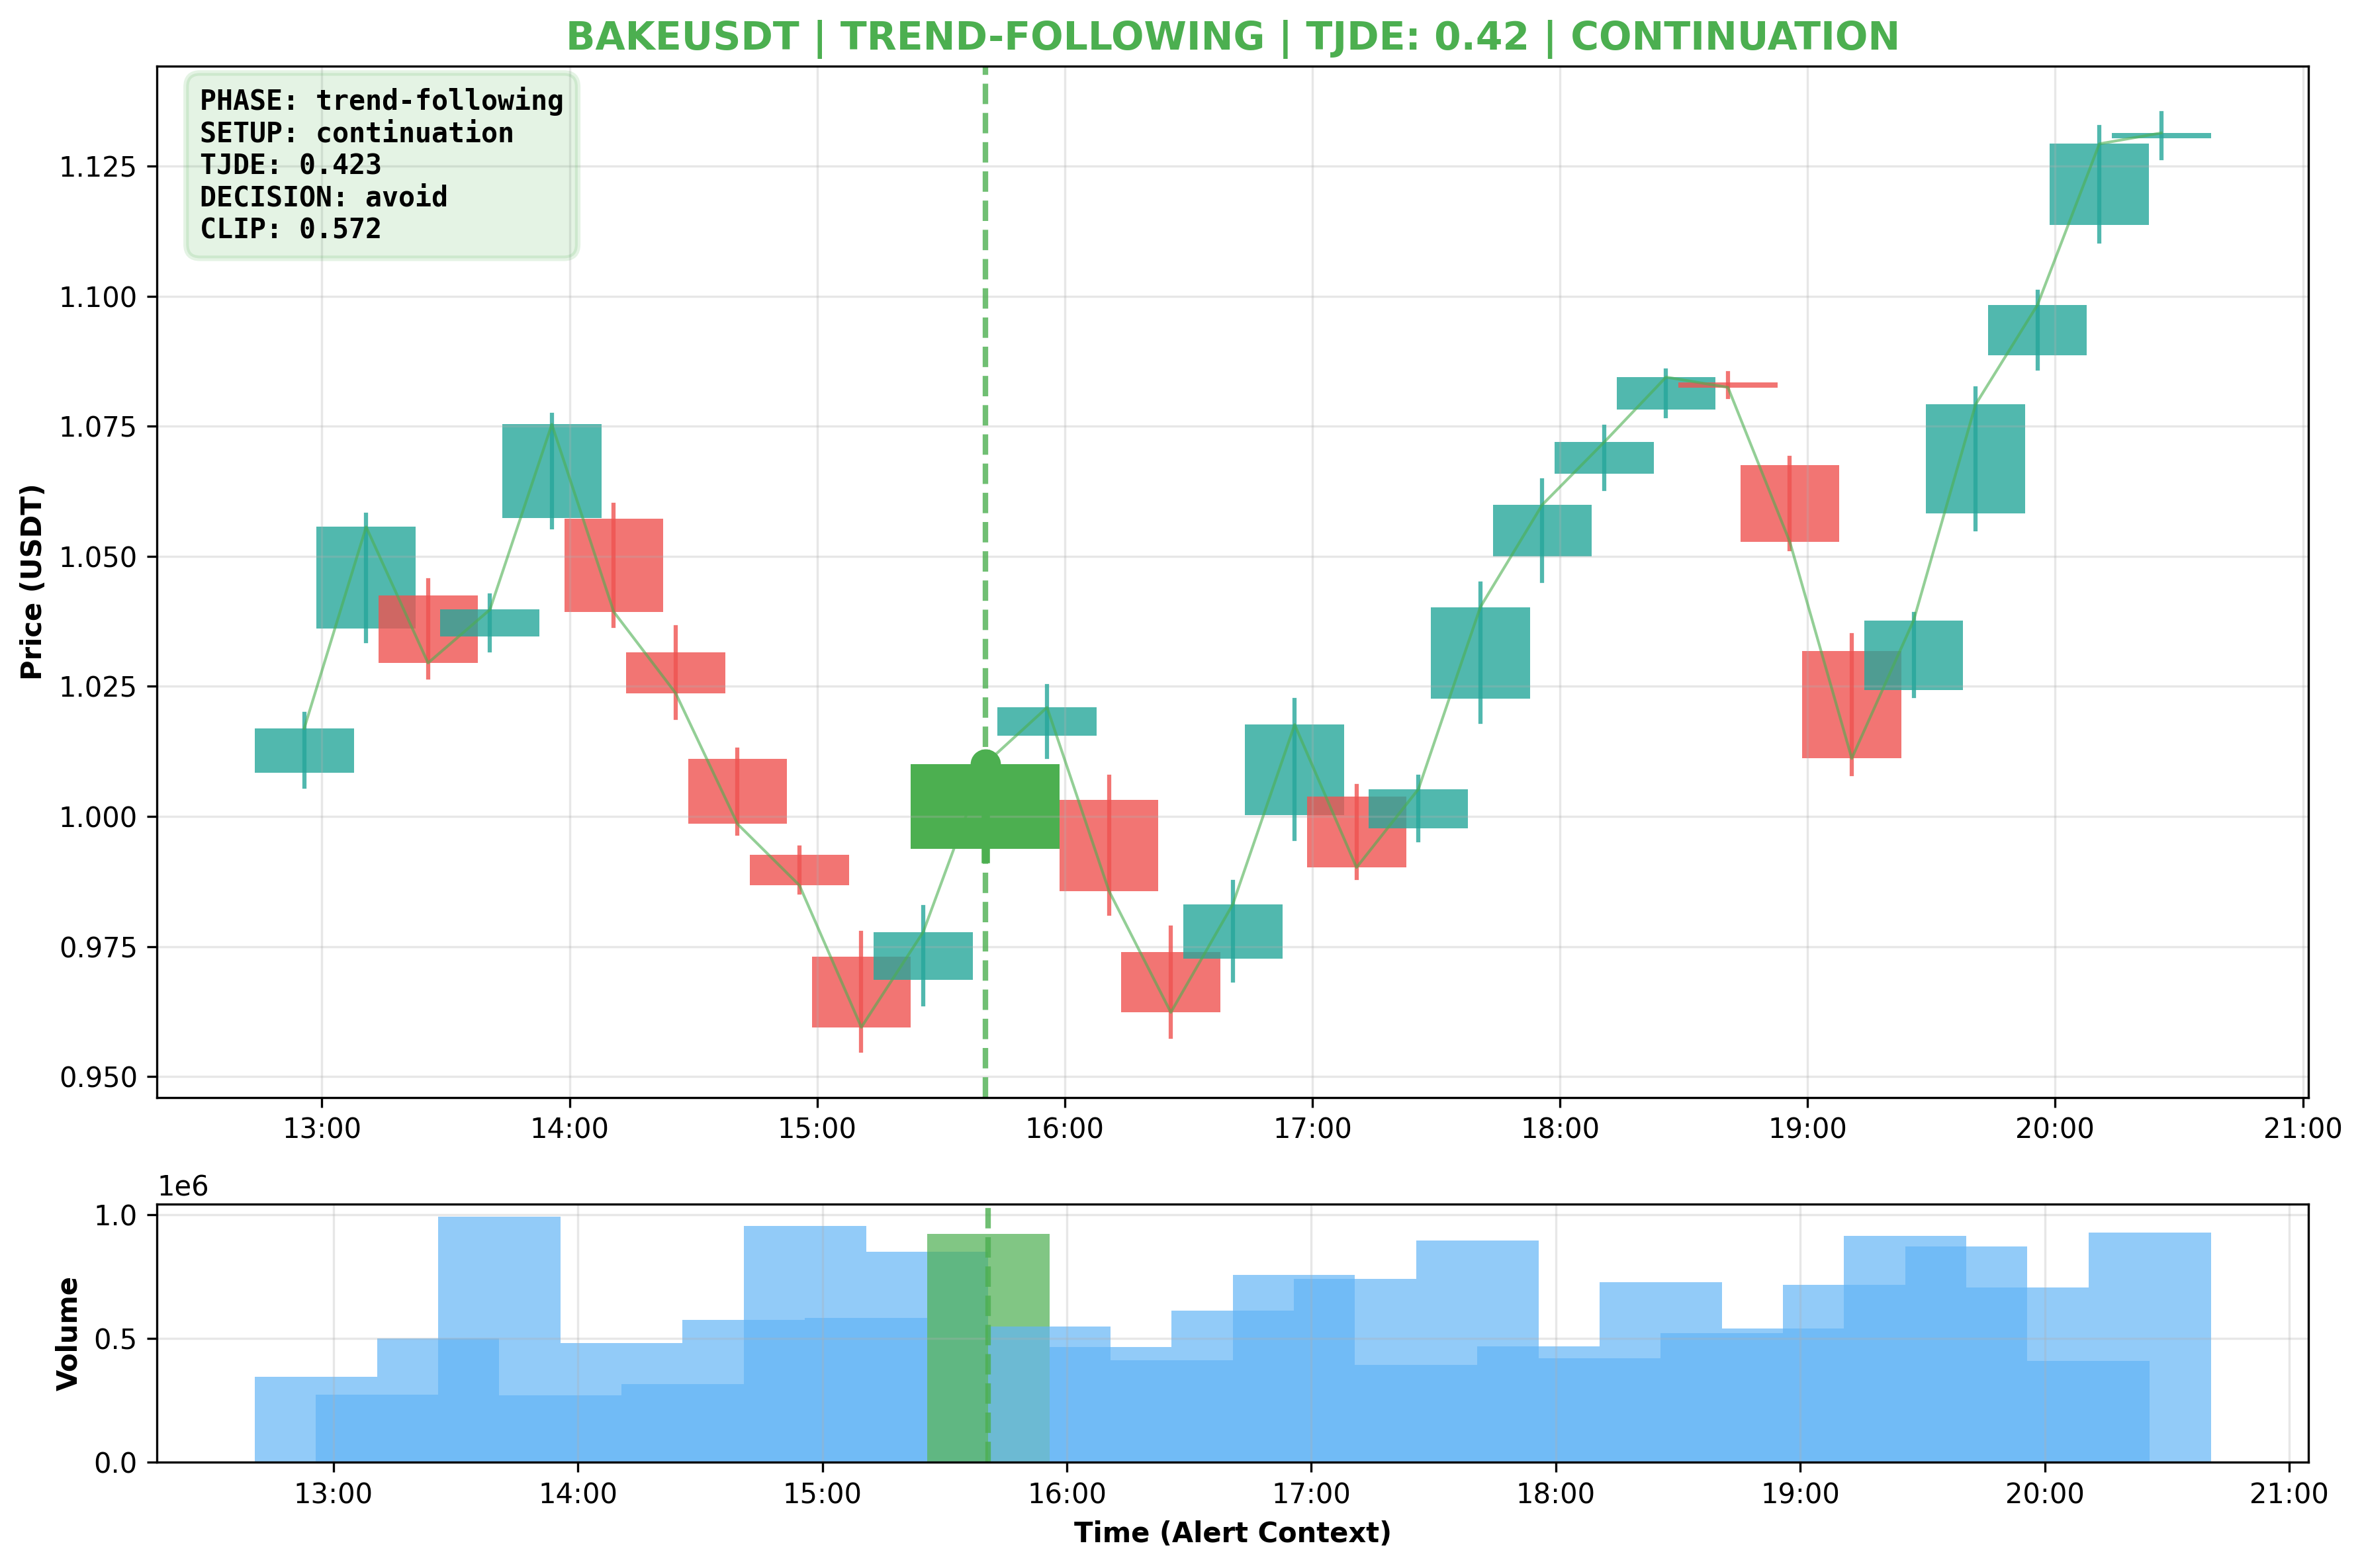 BAKEUSDT | TREND-FOLLOWING | TJDE: 0.42 | CONTINUATION
PHASE: trend-following
SETUP: continuation
TJDE: 0.423
DECISION: avoid
CLIP: 0.572
Price (USDT)
1.125
1.100
1.075
1.050
1.025
1.000
0.975
0.950
13:00 14:00 15:00 16:00 17:00 18:00 19:00 20:00 21:00
1e6
Volume
1.0
0.5
0.0
13:00 14:00 15:00 16:00 17:00 18:00 19:00 20:00 21:00
Time (Alert Context)